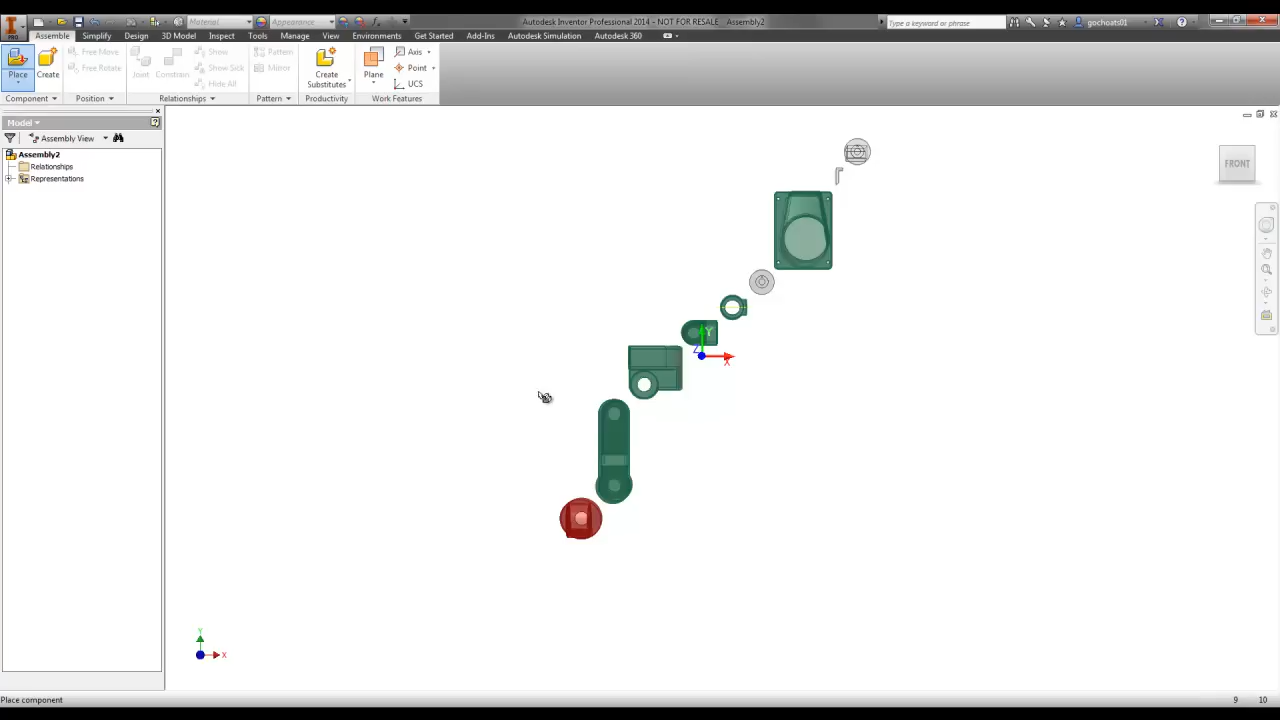 Material
Appearance
Autodesk Inventor Professional 2014 - NOT FOR RESALE Assembly2
Type a keyword or phrase
gochoats01
PRO
Assemble Simplify Design 3D Model Inspect Tools Manage View Environments Get Started Add-Ins Autodesk Simulation Autodesk 360
Place
Create
Free Move
Free Rotate
Joint
Constrain
Show
Show Sick
Hide All
Pattern
Mirror
Create
Substitutes
Plane
Axis
Point
UCS
Component
Position
Relationships
Pattern
Productivity
Work Features
Model
Assembly View
Assembly2
Relationships
Representations
FRONT
Y
Z
X
Y
X
Place component
9 10